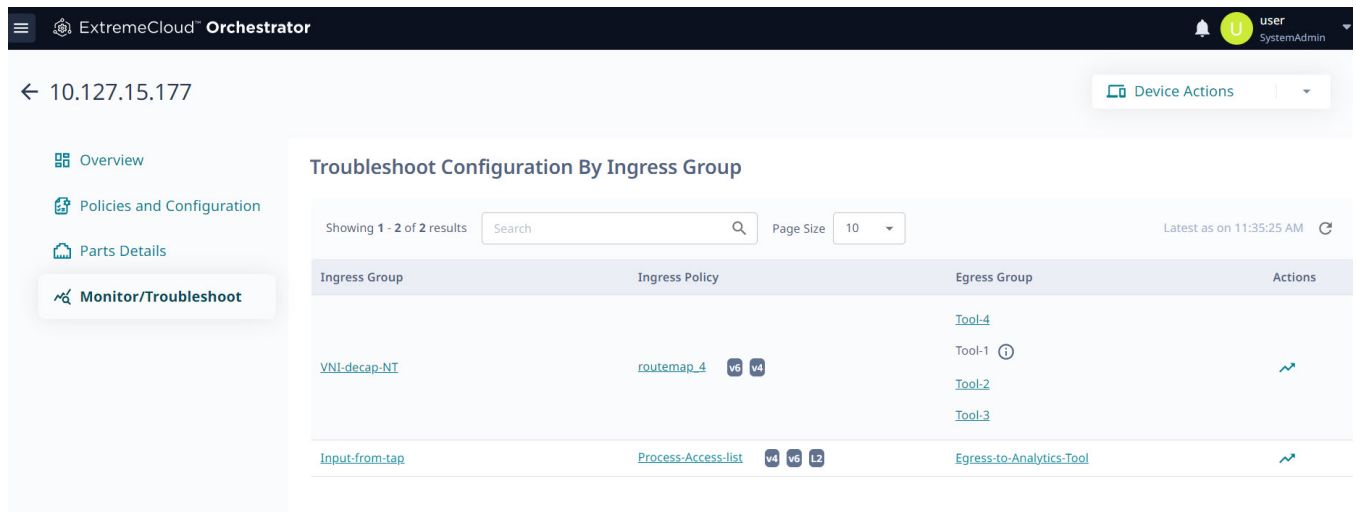 ExtremeCloud™ Orchestrator
U
user
SystemAdmin
10.127.15.177
Device Actions
Overview
Policies and Configuration
Parts Details
Monitor/Troubleshoot
Troubleshoot Configuration By Ingress Group
Showing 1 - 2 of 2 results
Search
Page Size
10
Latest as on 11:35:25 AM
Ingress Group
Ingress Policy
Egress Group
Actions
VNI-decap-NT
routemap_4
v6
v4
Tool-4
Tool-1
Tool-2
Tool-3
Input-from-tap
Process-Access-list
v4
v6
L2
Egress-to-Analytics-Tool